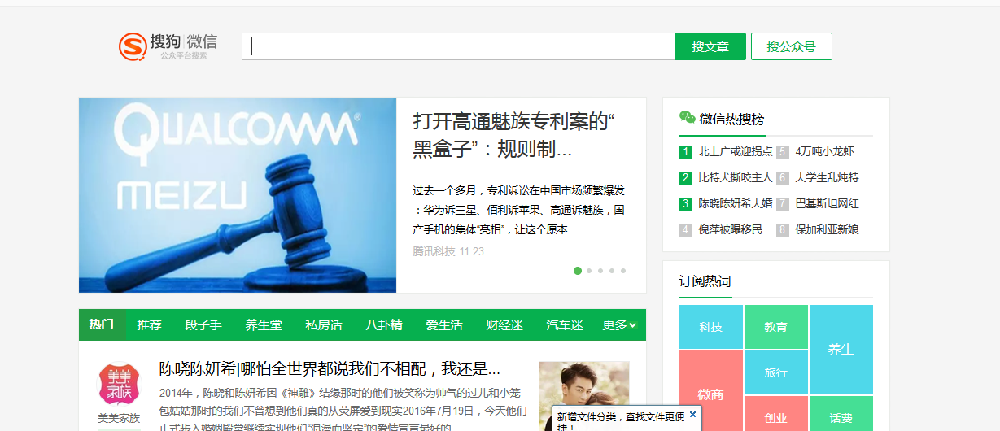 搜狗 微信
公众平台搜索
搜文章
搜公众号
QUALCOMM®
MEIZU
打开高通魅族专利案的“
黑盒子”：规则制...
过去一个多月，专利诉讼在中国市场频繁爆发
：华为诉三星、佰利诉苹果、高通诉魅族，国
产手机的集体“亮相”，让这个原本...
腾讯科技 11:23
微信热搜榜
1 北上广或迎拐点 5 4万吨小龙虾...
2 比特犬撕咬主人 6 大学生乱炖特...
3 陈晓陈妍希大婚 7 巴基斯坦网红...
4 倪萍被曝移民... 8 保加利亚新娘...
订阅热词
科技
教育
养生
旅行
微商
创业
话费
热门 推荐 段子手 养生堂 私房话 八卦精 爱生活 财经迷 汽车迷 更多
美美
家族
美美家族
陈晓陈妍希|哪怕全世界都说我们不相配，我还是...
2014年，陈晓和陈妍希因《神雕》结缘那时的他们被笑称为帅气的过儿和小笼
包姑姑那时的我们不曾想到他们真的从荧屏爱到现实2016年7月19日，今天他们
正式步入婚姻殿堂继续实现他们“浪漫而坚定”的爱情宣言最好的
新增文件分类，查找文件更便
捷！